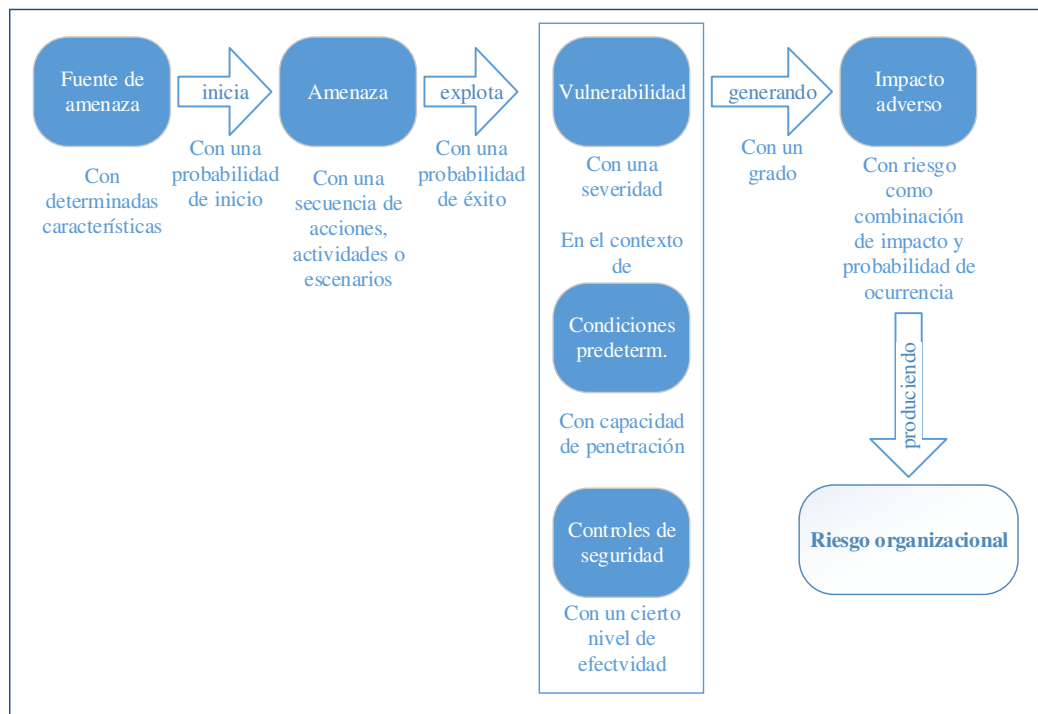 Fuente de
amenaza
inicia
Amenaza
explota
Vulnerabilidad
generando
Impacto
adverso
Con
determinadas
características
Con una
probabilidad
de inicio
Con una
secuencia de
acciones,
actividades o
escenarios
Con una
probabilidad
de éxito
Con una
severidad
En el contexto
de
Condiciones
predeterm.
Con capacidad
de penetración
Controles de
seguridad
Con un cierto
nivel de
efectvidad
Con un
grado
Con riesgo
como
combinación
de impacto y
probabilidad de
ocurrencia
produciendo
Riesgo organizacional